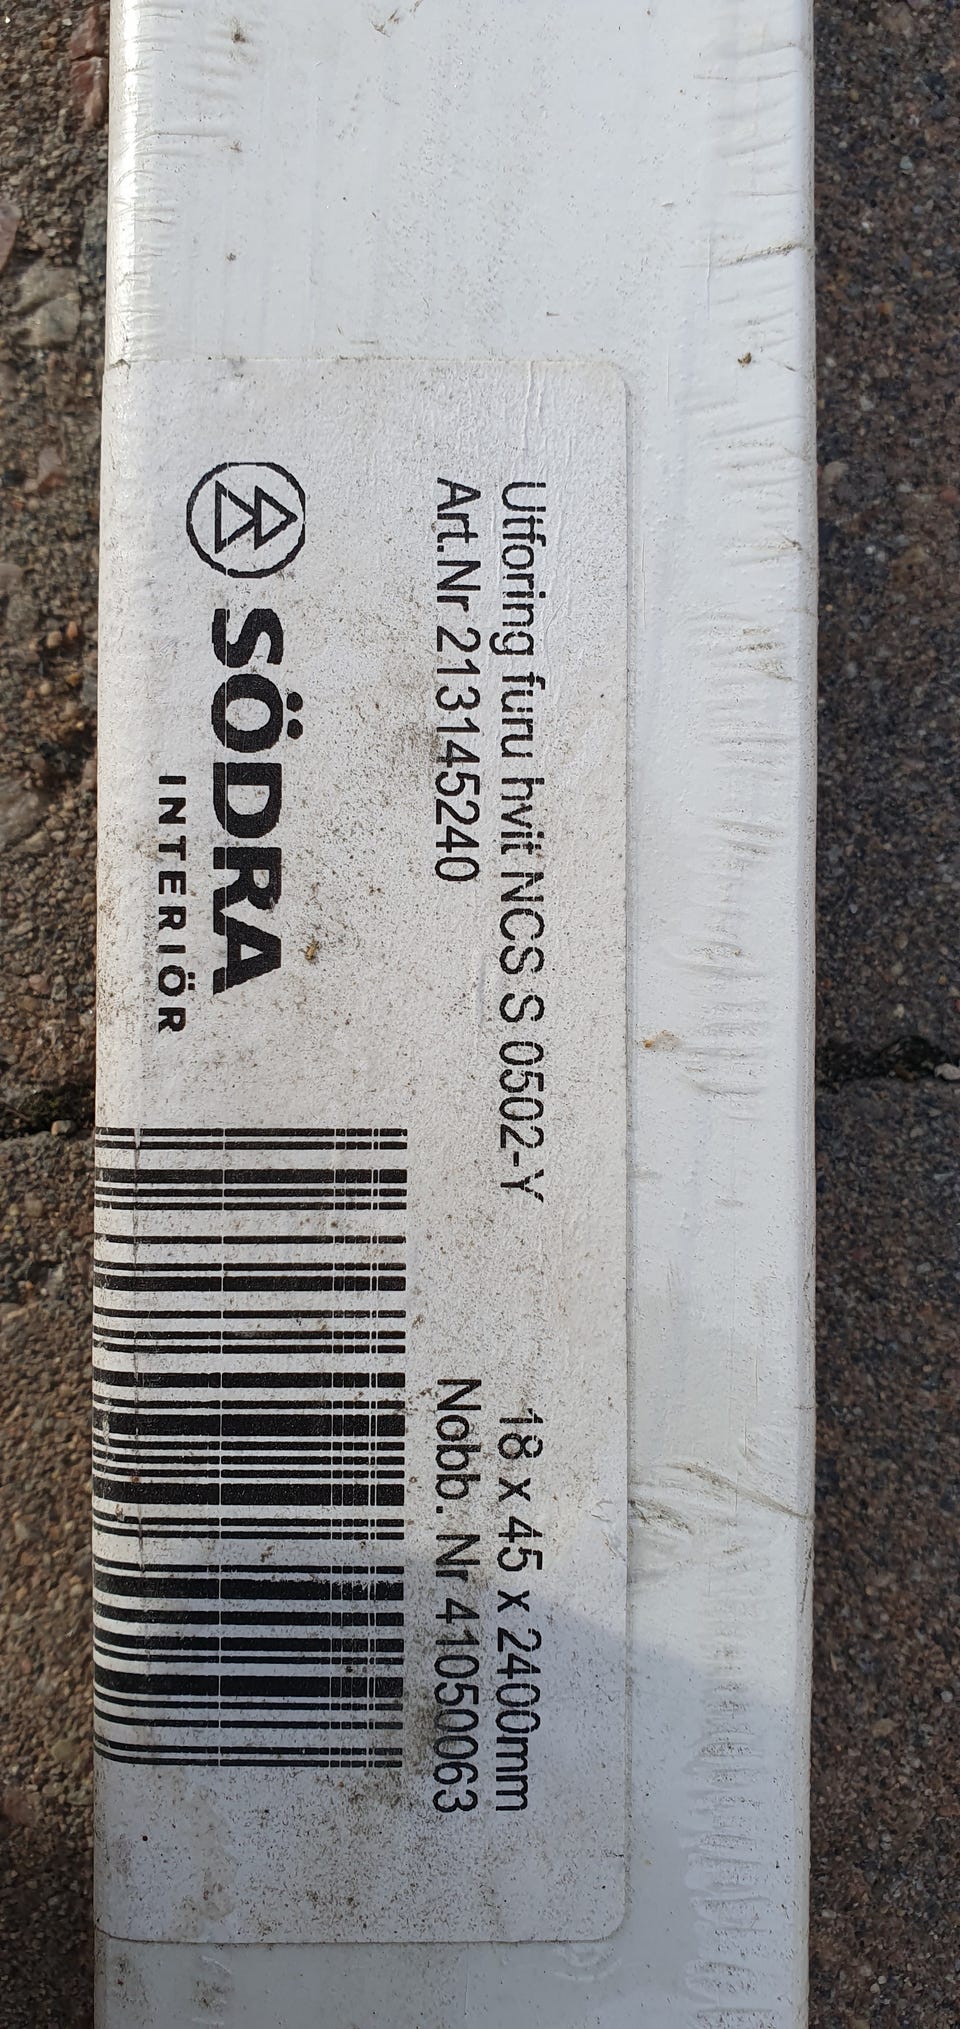 Utforing furu hvit NCS S 0502-Y 18 x 45 x 2400mm
Art.Nr 213145240 Nobb. Nr 41050063
SÖDRA
INTERIÖR